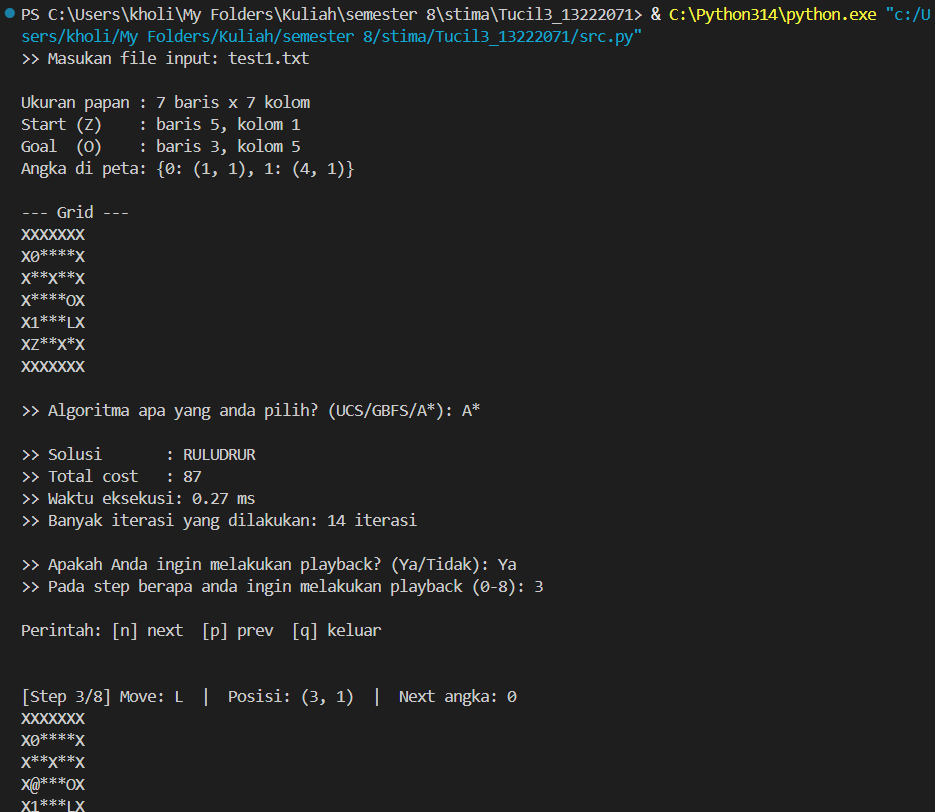 PS C:\Users\kholi\My Folders\Kuliah\semester 8\stima\Tucil3_13222071> & C:\Python314\python.exe "c:/U
sers/kholi/My Folders/Kuliah/semester 8/stima/Tucil3_13222071/src.py"
>> Masukan file input: test1.txt
Ukuran papan : 7 baris x 7 kolom
Start (Z)    : baris 5, kolom 1
Goal  (O)    : baris 3, kolom 5
Angka di peta: {0: (1, 1), 1: (4, 1)}
--- Grid ---
XXXXXXX
X0****X
X**X**X
X****OX
X1***LX
XZ**X*X
XXXXXXX
>> Algoritma apa yang anda pilih? (UCS/GBFS/A*): A*
>> Solusi       : RULUDRUR
>> Total cost   : 87
>> Waktu eksekusi: 0.27 ms
>> Banyak iterasi yang dilakukan: 14 iterasi
>> Apakah Anda ingin melakukan playback? (Ya/Tidak): Ya
>> Pada step berapa anda ingin melakukan playback (0-8): 3
Perintah: [n] next  [p] prev  [q] keluar
[Step 3/8] Move: L  |  Posisi: (3, 1)  |  Next angka: 0
XXXXXXX
X0****X
X**X**X
X@***OX
X1***LX